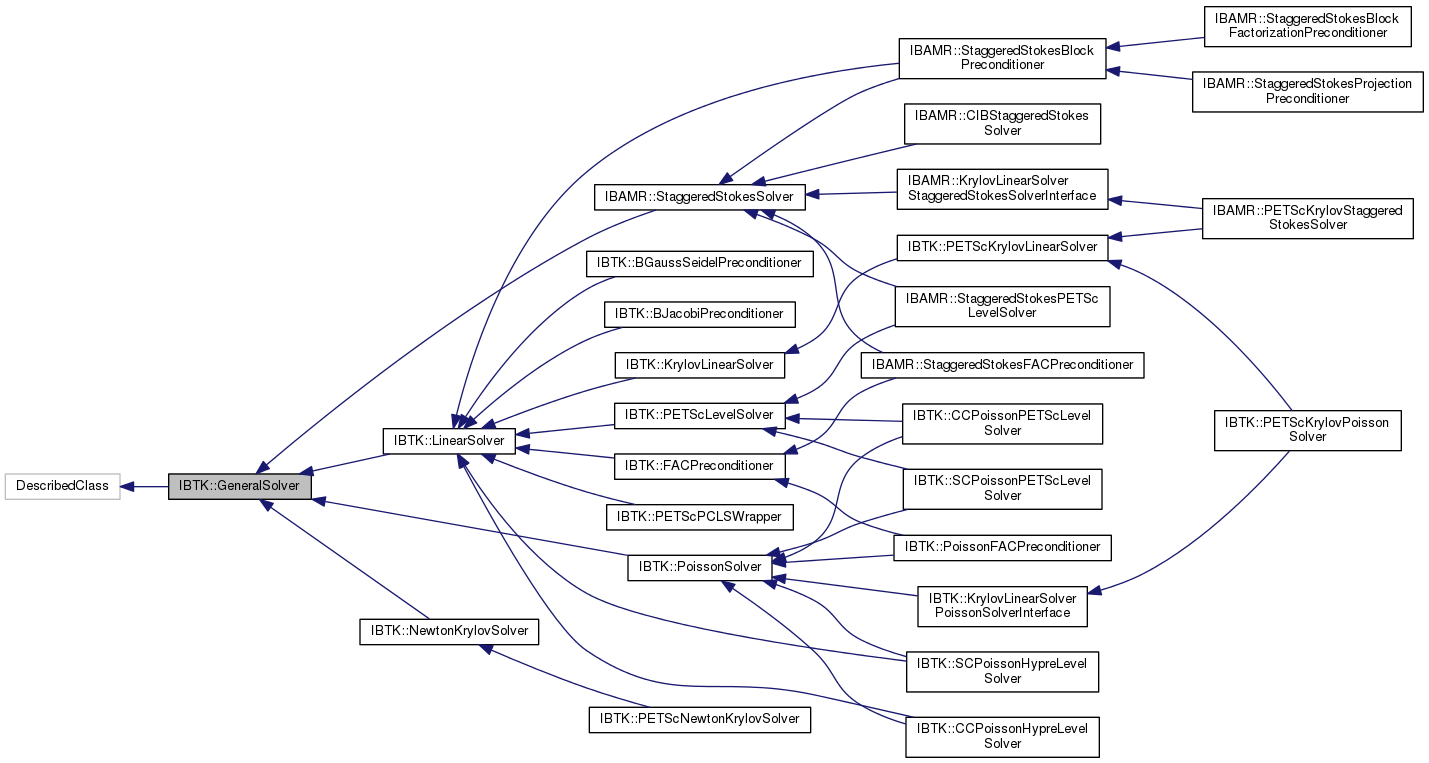 DescribedClass
IBTK::GeneralSolver
IBTK::LinearSolver
IBTK::NewtonKrylovSolver
IBAMR::StaggeredStokesSolver
IBTK::BGaussSeidelPreconditioner
IBTK::BJacobiPreconditioner
IBTK::KrylovLinearSolver
IBTK::PETScLevelSolver
IBTK::FACPreconditioner
IBTK::PETScPCLSWrapper
IBTK::PoissonSolver
IBTK::PETScNewtonKrylovSolver
IBAMR::StaggeredStokesBlock
Preconditioner
IBAMR::CIBStaggeredStokes
Solver
IBAMR::KrylovLinearSolver
StaggeredStokesSolverInterface
IBTK::PETScKrylovLinearSolver
IBAMR::StaggeredStokesPETSc
LevelSolver
IBAMR::StaggeredStokesFACPreconditioner
IBTK::CCPoissonPETScLevel
Solver
IBTK::SCPoissonPETScLevel
Solver
IBTK::PoissonFACPreconditioner
IBTK::KrylovLinearSolver
PoissonSolverInterface
IBTK::SCPoissonHypreLevel
Solver
IBTK::CCPoissonHypreLevel
Solver
IBAMR::StaggeredStokesBlock
FactorizationPreconditioner
IBAMR::StaggeredStokesProjection
Preconditioner
IBAMR::PETScKrylovStaggered
StokesSolver
IBTK::PETScKrylovPoisson
Solver